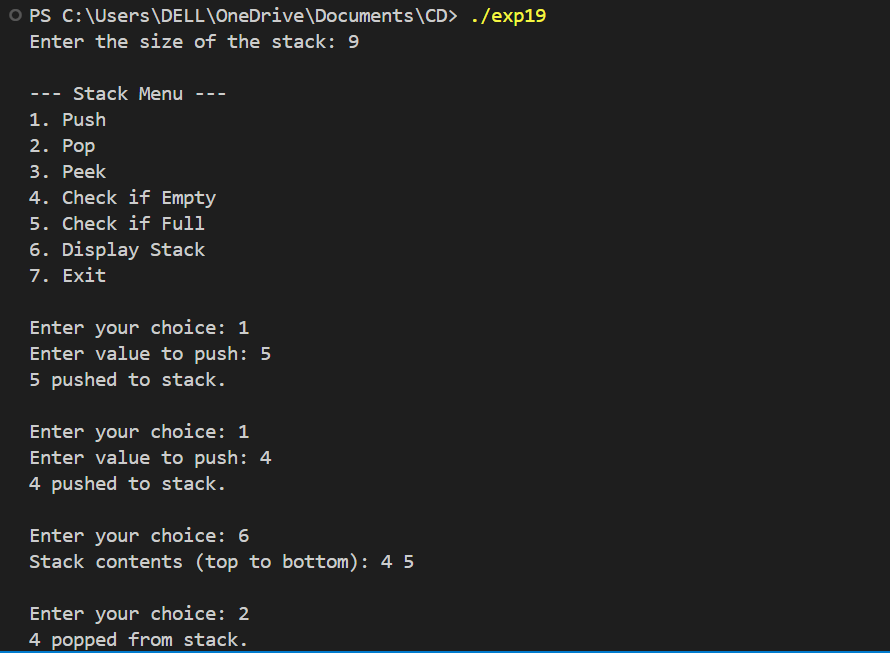 PS C:\Users\DELL\OneDrive\Documents\CD> ./exp19
Enter the size of the stack: 9
--- Stack Menu ---
1. Push
2. Pop
3. Peek
4. Check if Empty
5. Check if Full
6. Display Stack
7. Exit
Enter your choice: 1
Enter value to push: 5
5 pushed to stack.
Enter your choice: 1
Enter value to push: 4
4 pushed to stack.
Enter your choice: 6
Stack contents (top to bottom): 4 5
Enter your choice: 2
4 popped from stack.